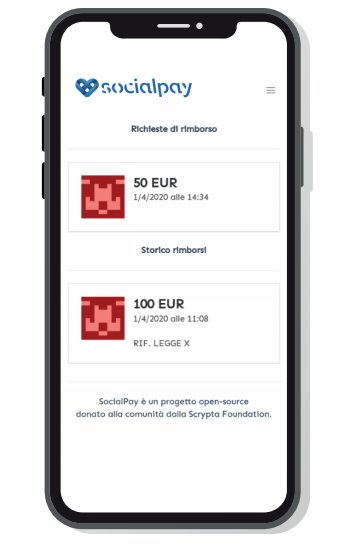 socialpay
Richieste di rimborso
50 EUR
1/4/2020 alle 14:34
Storico rimborsi
100 EUR
1/4/2020 alle 11:08
RIF. LEGGE X
SocialPay è un progetto open-source
donato alla comunità dalla Scrypta Foundation.